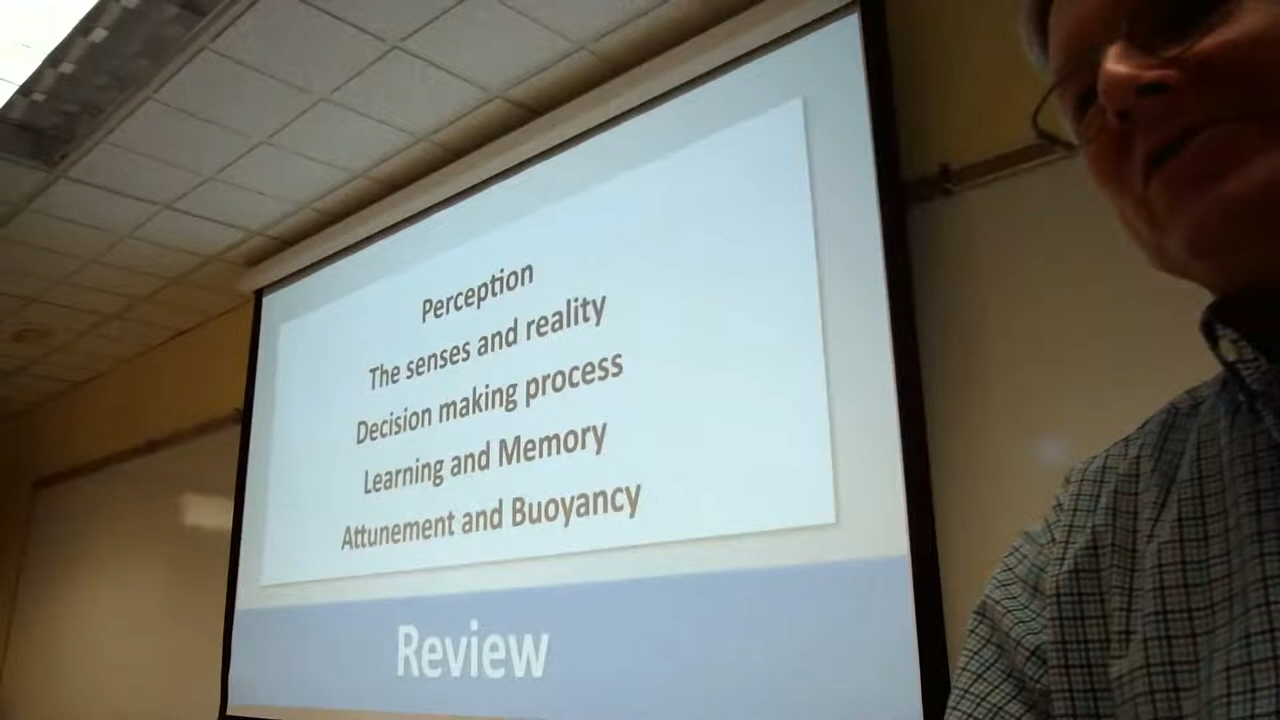 Perception
The senses and reality
Decision making process
Learning and Memory
Attunement and Buoyancy
Review